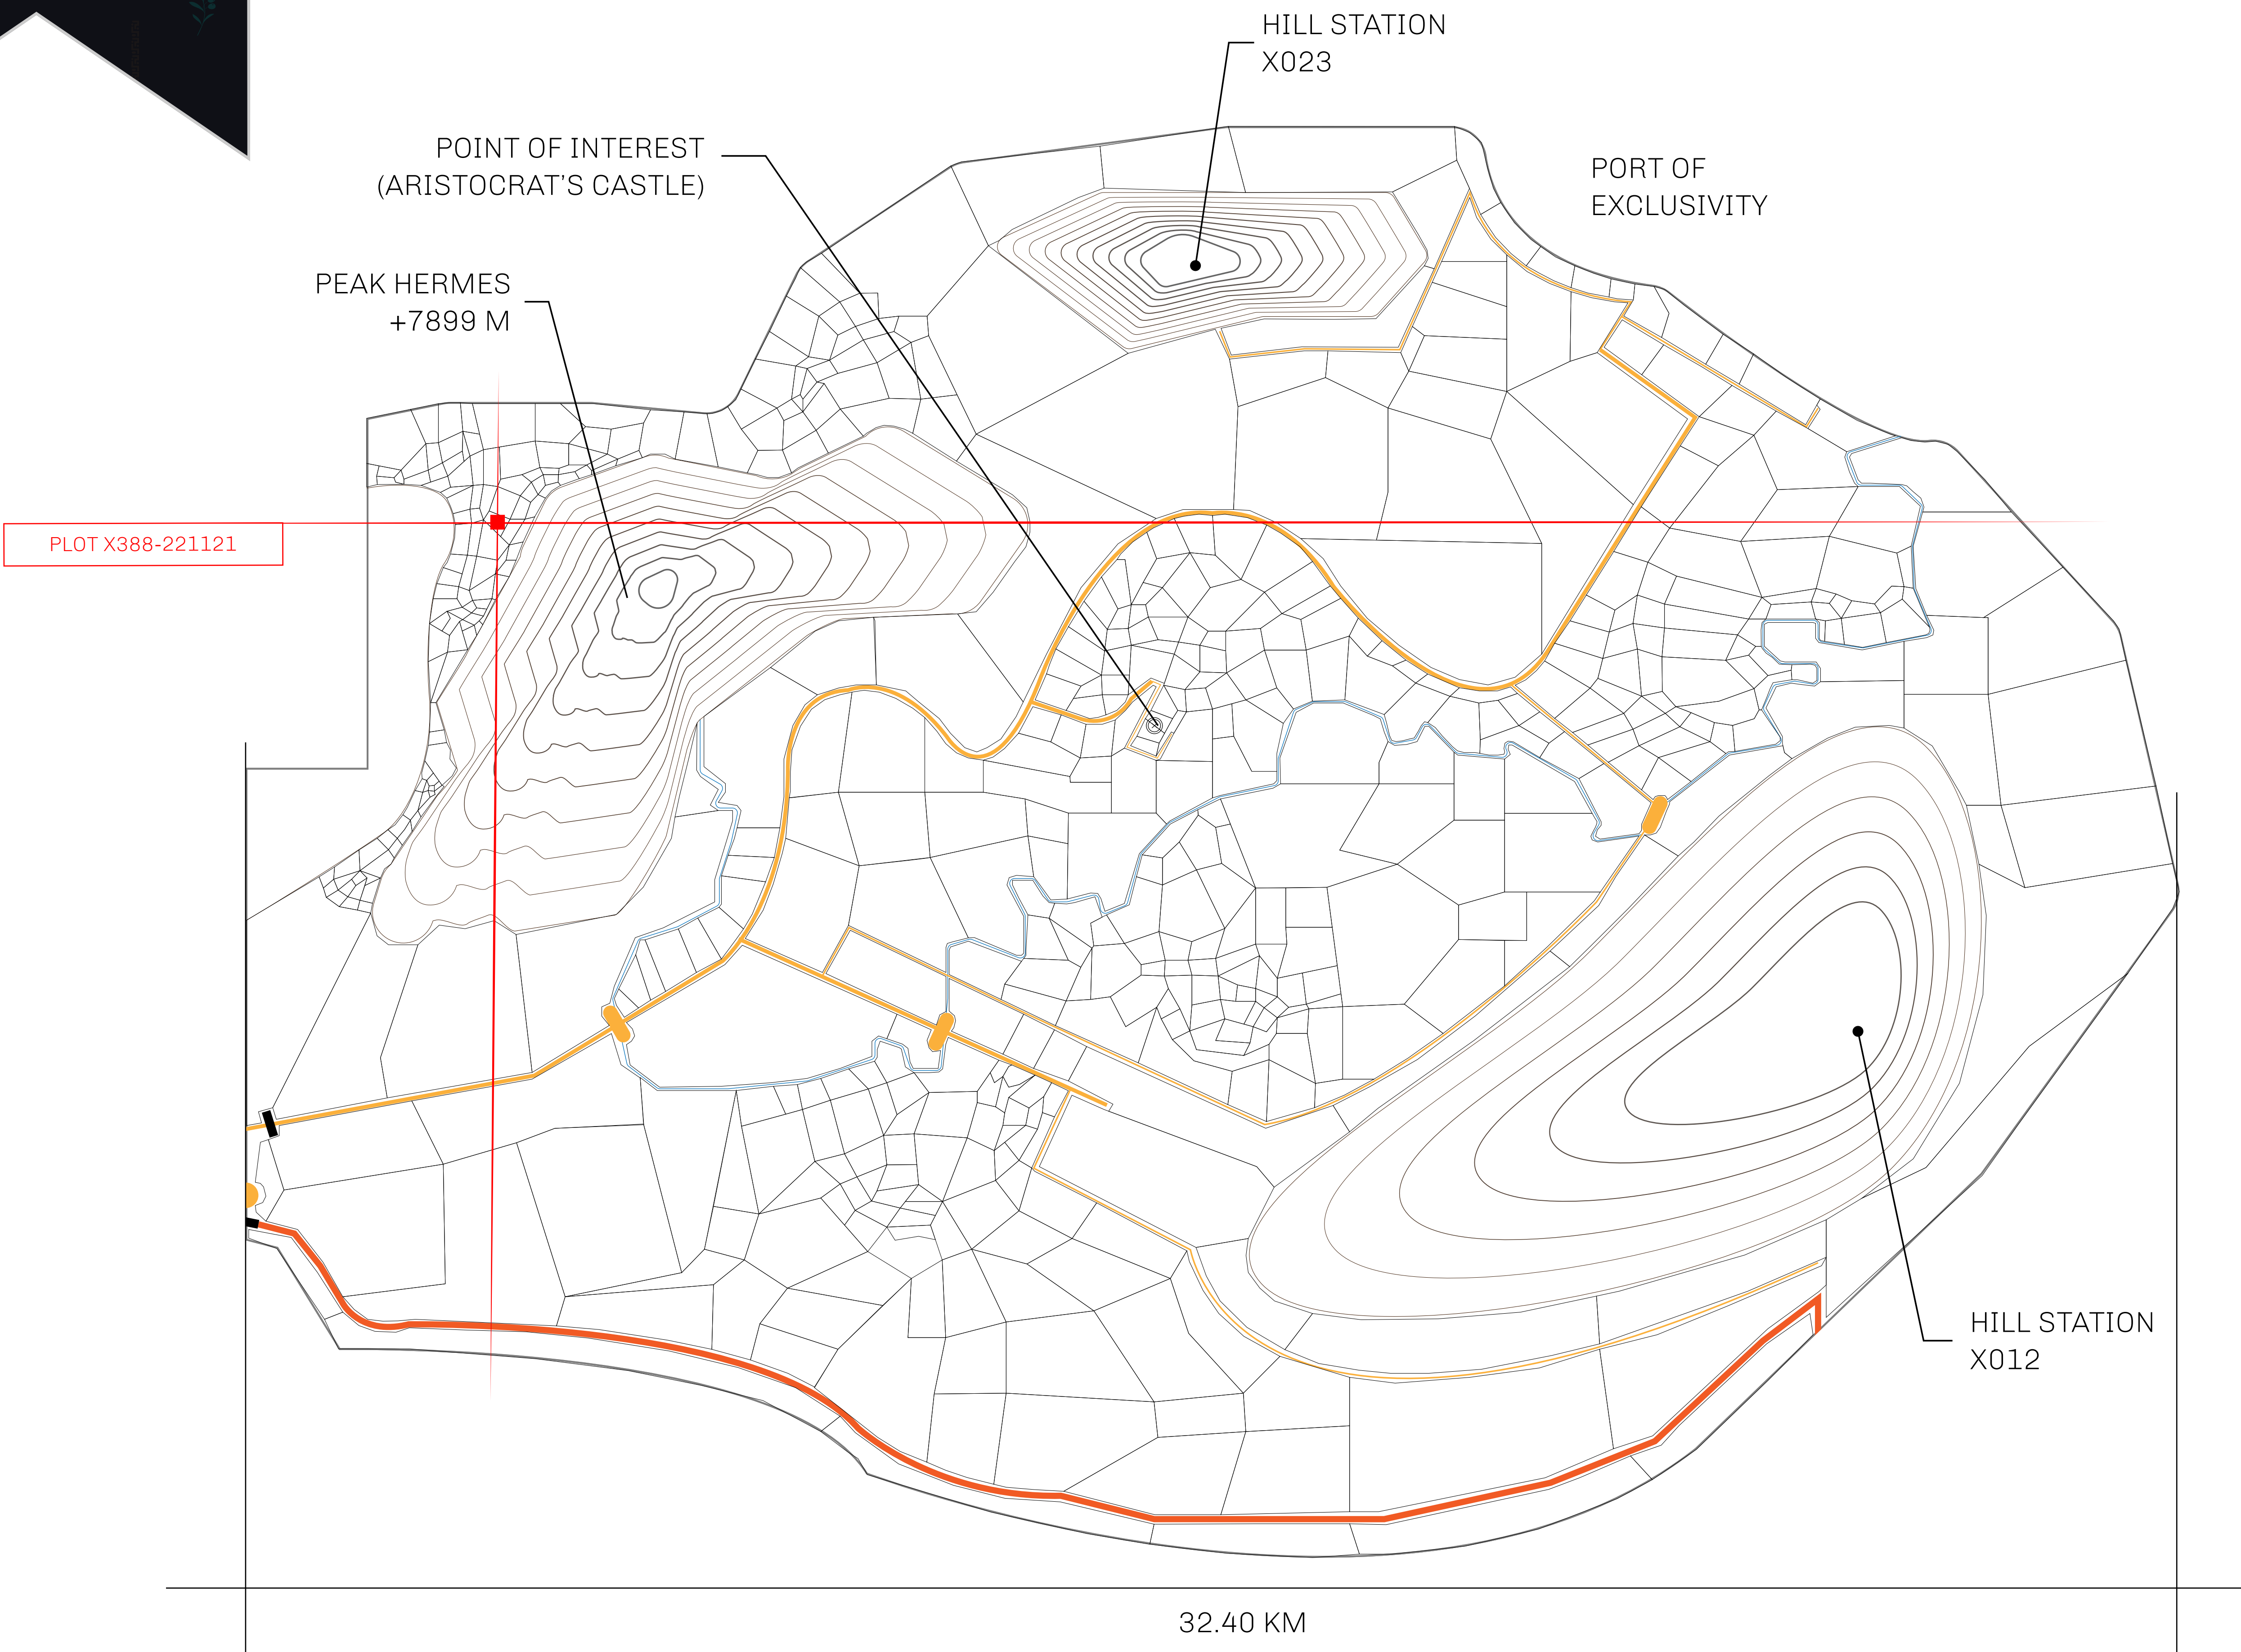 HILL STATION
X023
POINT OF INTEREST
(ARISTOCRAT'S CASTLE)
PORT OF
EXCLUSIVITY
PEAK HERMES
+7899 M
PLOT X388-221121
HILL STATION
X012
32.40 KM